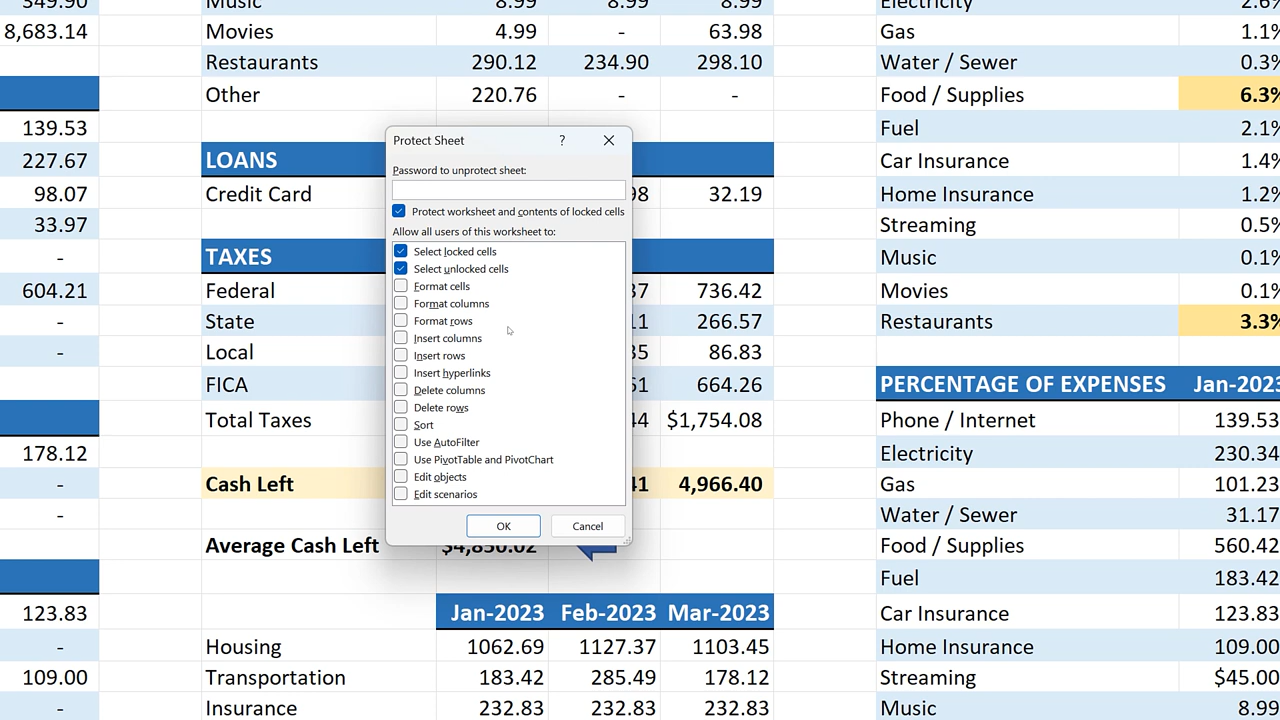 349.90 Music 8.99 8.99 8.99 Electricity 2.6%
8,683.14 Movies 4.99 - 63.98 Gas 1.1%
Restaurants 290.12 234.90 298.10 Water / Sewer 0.3%
Other 220.76 - - Food / Supplies 6.3%
139.53 Fuel 2.1%
227.67 LOANS Car Insurance 1.4%
98.07 Credit Card 98 32.19 Home Insurance 1.2%
33.97 Streaming 0.5%
- TAXES Music 0.1%
604.21 Federal 37 736.42 Movies 0.1%
- State 11 266.57 Restaurants 3.3%
- Local 35 86.83
FICA 61 664.26 PERCENTAGE OF EXPENSES Jan-2023
Total Taxes 44 $1,754.08 Phone / Internet 139.53
178.12 Electricity 230.34
- Cash Left 41 4,966.40 Gas 101.23
- Water / Sewer 31.17
Average Cash Left $4,850.02 Food / Supplies 560.42
Fuel 183.42
123.83 Jan-2023 Feb-2023 Mar-2023 Car Insurance 123.83
- Housing 1062.69 1127.37 1103.45 Home Insurance 109.00
109.00 Transportation 183.42 285.49 178.12 Streaming $45.00
- Insurance 232.83 232.83 232.83 Music 8.99
Protect Sheet ?
Password to unprotect sheet:
Protect worksheet and contents of locked cells
Allow all users of this worksheet to:
Select locked cells
Select unlocked cells
Format cells
Format columns
Format rows
Insert columns
Insert rows
Insert hyperlinks
Delete columns
Delete rows
Sort
Use AutoFilter
Use PivotTable and PivotChart
Edit objects
Edit scenarios
OK Cancel